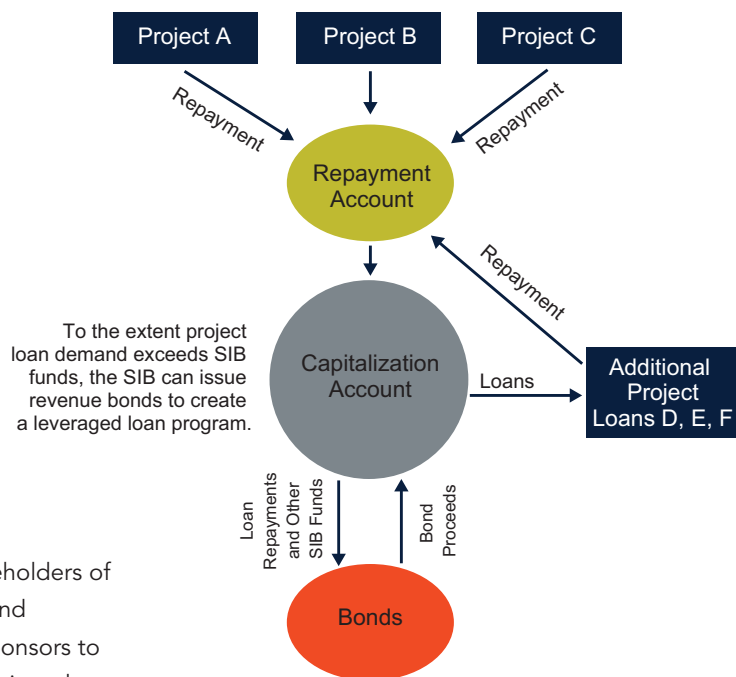 Project A
Project B
Project C
Repayment
Repayment
Repayment
Account
Repayment
To the extent project
loan demand exceeds SIB
funds, the SIB can issue
revenue bonds to create
a leveraged loan program.
Capitalization
Account
Loans
Additional
Project
Loans D, E, F
Loan
Repayments
and Other
SIB Funds
Bond
Proceeds
eholders of
nd
onsors to
Bonds